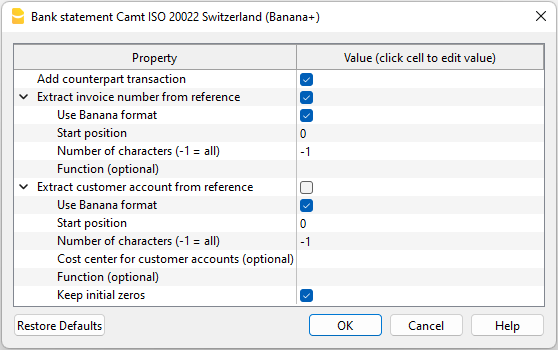 Bank statement Camt ISO 20022 Switzerland (Banana+)
Property Value (click cell to edit value)
Add counterpart transaction
Extract invoice number from reference
Use Banana format
Start position 0
Number of characters (-1 = all) -1
Function (optional)
Extract customer account from reference
Use Banana format
Start position 0
Number of characters (-1 = all) -1
Cost center for customer accounts (optional)
Function (optional)
Keep initial zeros
Restore Defaults OK Cancel Help